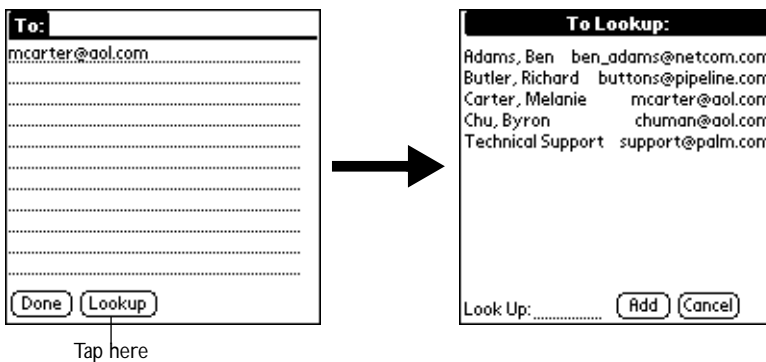 To:
mcarter@aol.com
Done Lookup
Tap here
To Lookup:
Adams, Ben ben_adams@netcom.com
Butler, Richard buttons@pipeline.com
Carter, Melanie mcarter@aol.com
Chu, Byron chuman@aol.com
Technical Support support@palm.com
Look Up: Add Cancel